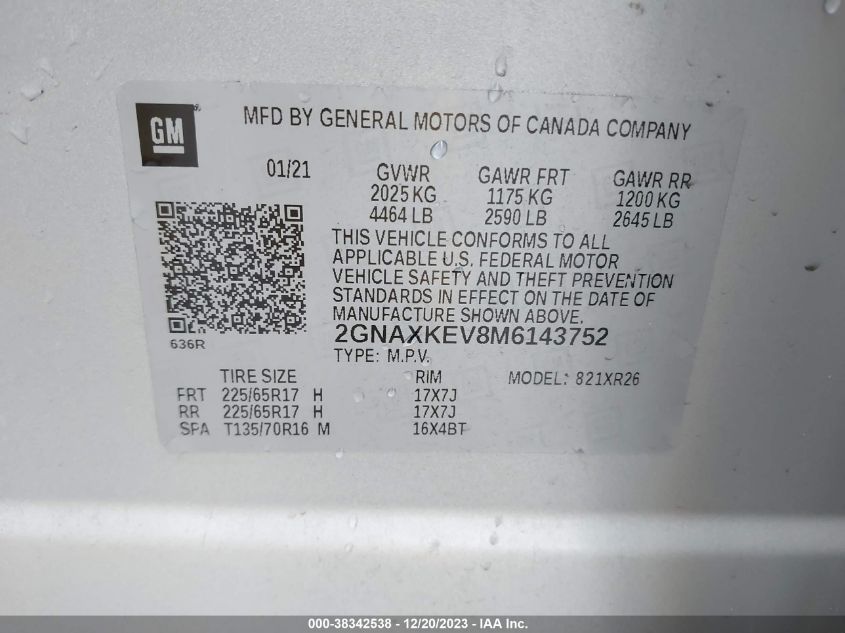 GM
MFD BY GENERAL MOTORS OF CANADA COMPANY
01/21 GVWR GAWR FRT GAWR RR
2025 KG 1175 KG 1200 KG
4464 LB 2590 LB 2645 LB
THIS VEHICLE CONFORMS TO ALL
APPLICABLE U.S. FEDERAL MOTOR
VEHICLE SAFETY AND THEFT PREVENTION
STANDARDS IN EFFECT ON THE DATE OF
MANUFACTURE SHOWN ABOVE.
2GNAXKEV8M6143752
636R
TYPE: M.P.V.
TIRE SIZE RIM MODEL: 821XR26
FRT 225/65R17 H 17X7J
RR 225/65R17 H 17X7J
SPA T135/70R16 M 16X4BT
000-38342538 - 12/20/2023 - IAA Inc.